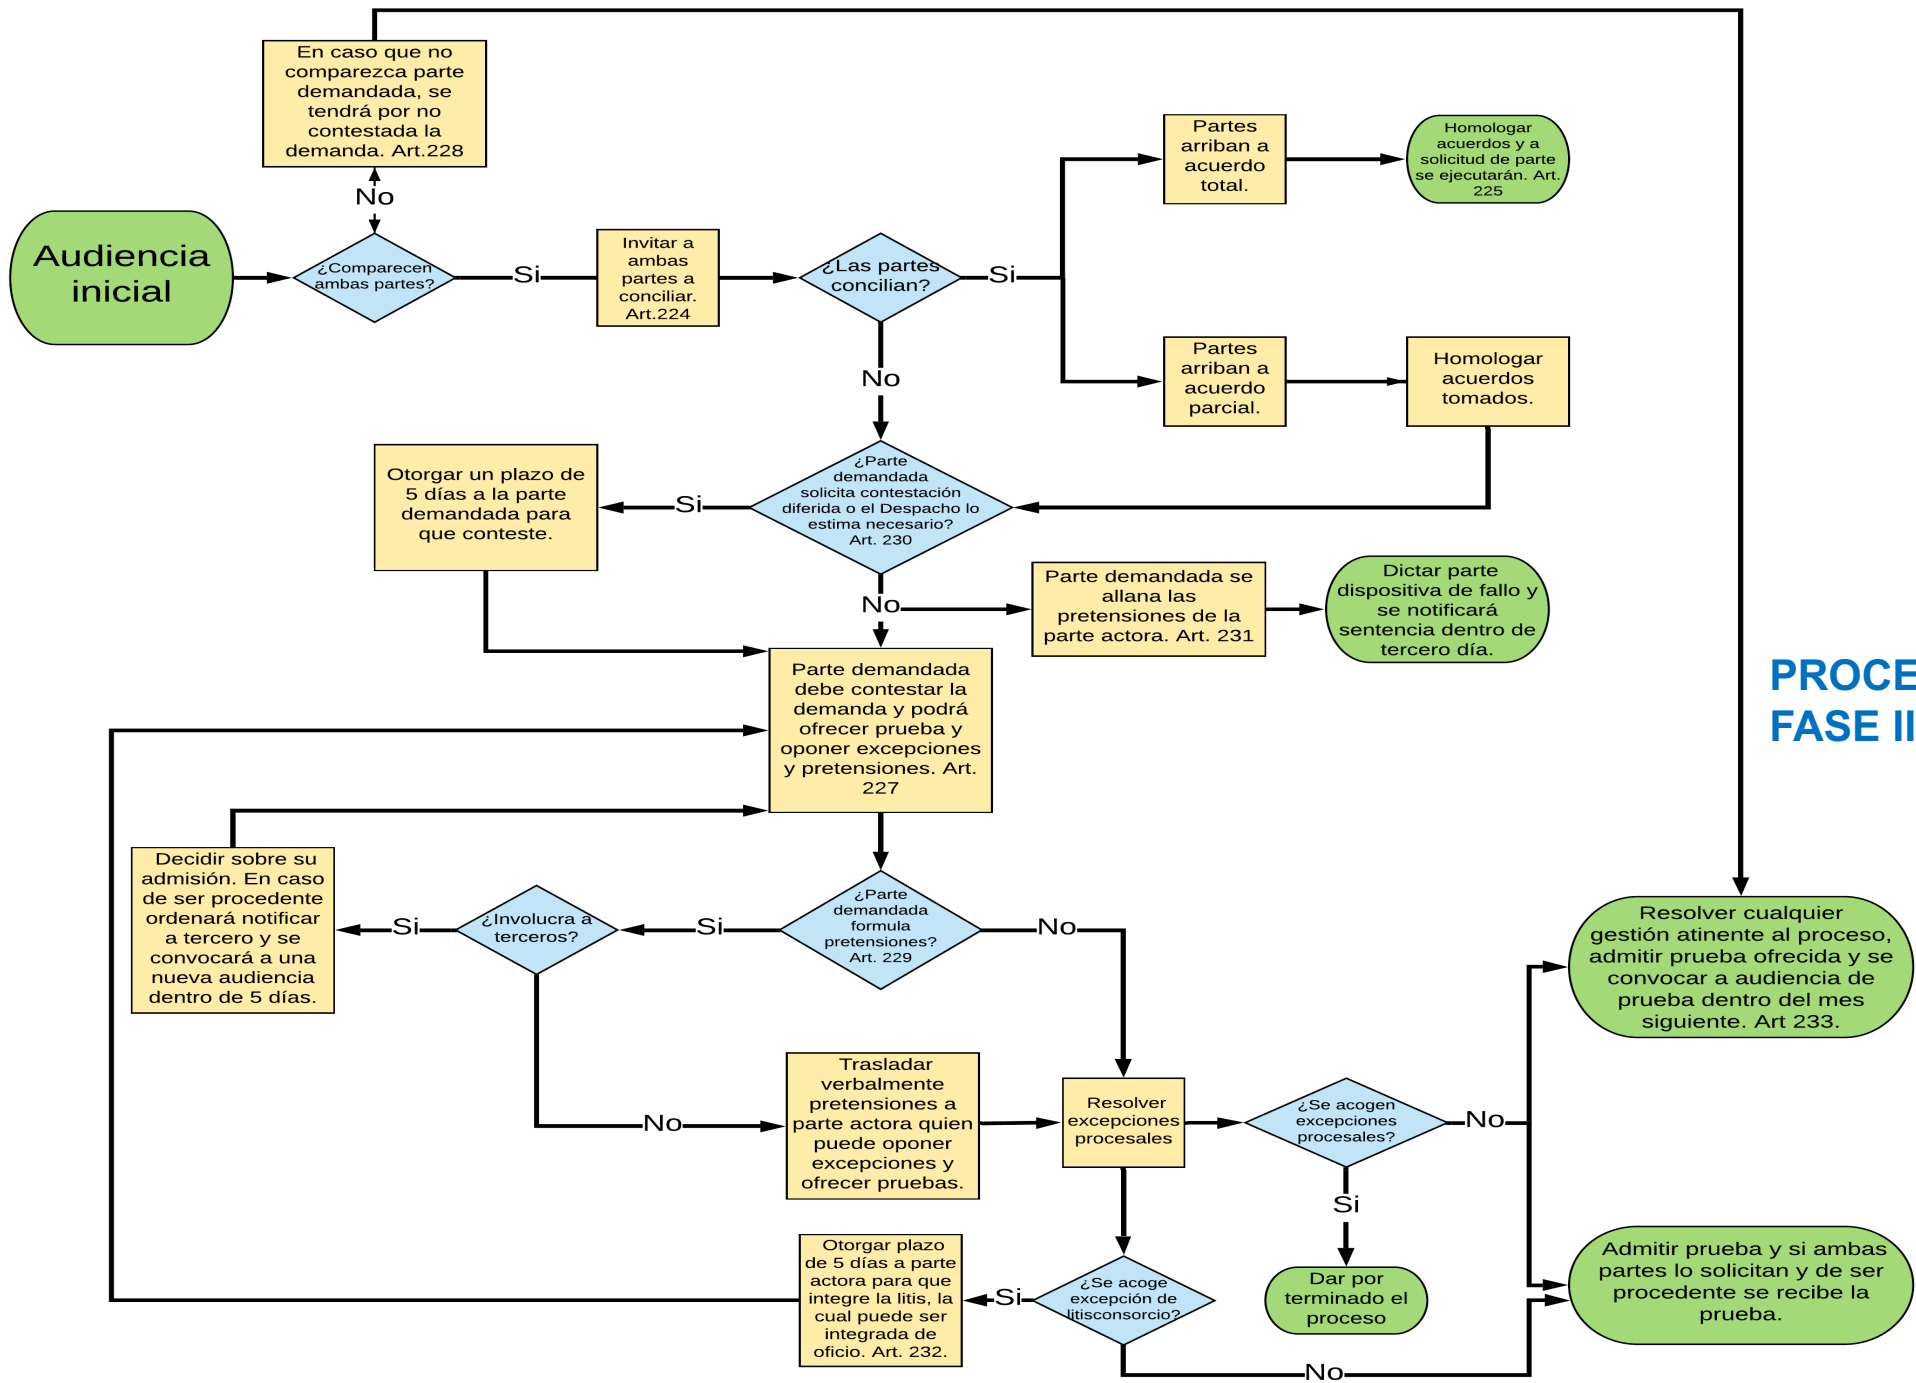 En caso que no
comparezca parte
demandada, se
tendrá por no
contestada la
demanda. Art.228
No
Audiencia
inicial
¿Comparecen
ambas partes?
Si
Invitar a
ambas
partes a
conciliar.
Art.224
¿Las partes
concilian?
Si
Partes
arriban a
acuerdo
total.
Homologar
acuerdos y a
solicitud de parte
se ejecutarán. Art.
225
Partes
arriban a
acuerdo
parcial.
Homologar
acuerdos
tomados.
No
¿Parte
demandada
solicita contestación
diferida o el Despacho lo
estima necesario?
Art. 230
Si
Otorgar un plazo de
5 días a la parte
demandada para
que conteste.
No
Parte demandada se
allana las
pretensiones de la
parte actora. Art. 231
Dictar parte
dispositiva de fallo y
se notificará
sentencia dentro de
tercero día.
PROCE
FASE II
Parte demandada
debe contestar la
demanda y podrá
ofrecer prueba y
oponer excepciones
y pretensiones. Art.
227
Decidir sobre su
admisión. En caso
de ser procedente
ordenará notificar
a tercero y se
convocará a una
nueva audiencia
dentro de 5 días.
Si
¿Involucra a
terceros?
Si
¿Parte
demandada
formula
pretensiones?
Art. 229
No
Resolver cualquier
gestión atinente al proceso,
admitir prueba ofrecida y se
convocar a audiencia de
prueba dentro del mes
siguiente. Art 233.
No
Trasladar
verbalmente
pretensiones a
parte actora quien
puede oponer
excepciones y
ofrecer pruebas.
Resolver
excepciones
procesales
¿Se acogen
excepciones
procesales?
No
Si
Dar por
terminado el
proceso
Otorgar plazo
de 5 días a parte
actora para que
integre la litis, la
cual puede ser
integrada de
oficio. Art. 232.
Si
¿Se acoge
excepción de
litisconsorcio?
No
Admitir prueba y si ambas
partes lo solicitan y de ser
procedente se recibe la
prueba.